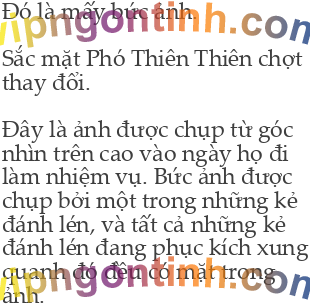 Đó là mấy bức ảnh.
vipngontinh.com
Sắc mặt Phó Thiên Thiên chợt
thay đổi.
Đây là ảnh được chụp từ góc
nhìn trên cao vào ngày họ đi
làm nhiệm vụ. Bức ảnh được
chụp bởi một trong những kẻ
đánh lén, và tất cả những kẻ
đánh lén đang phục kích xung
quanh đó đều có mặt trong
vipngontinh.com
ảnh.